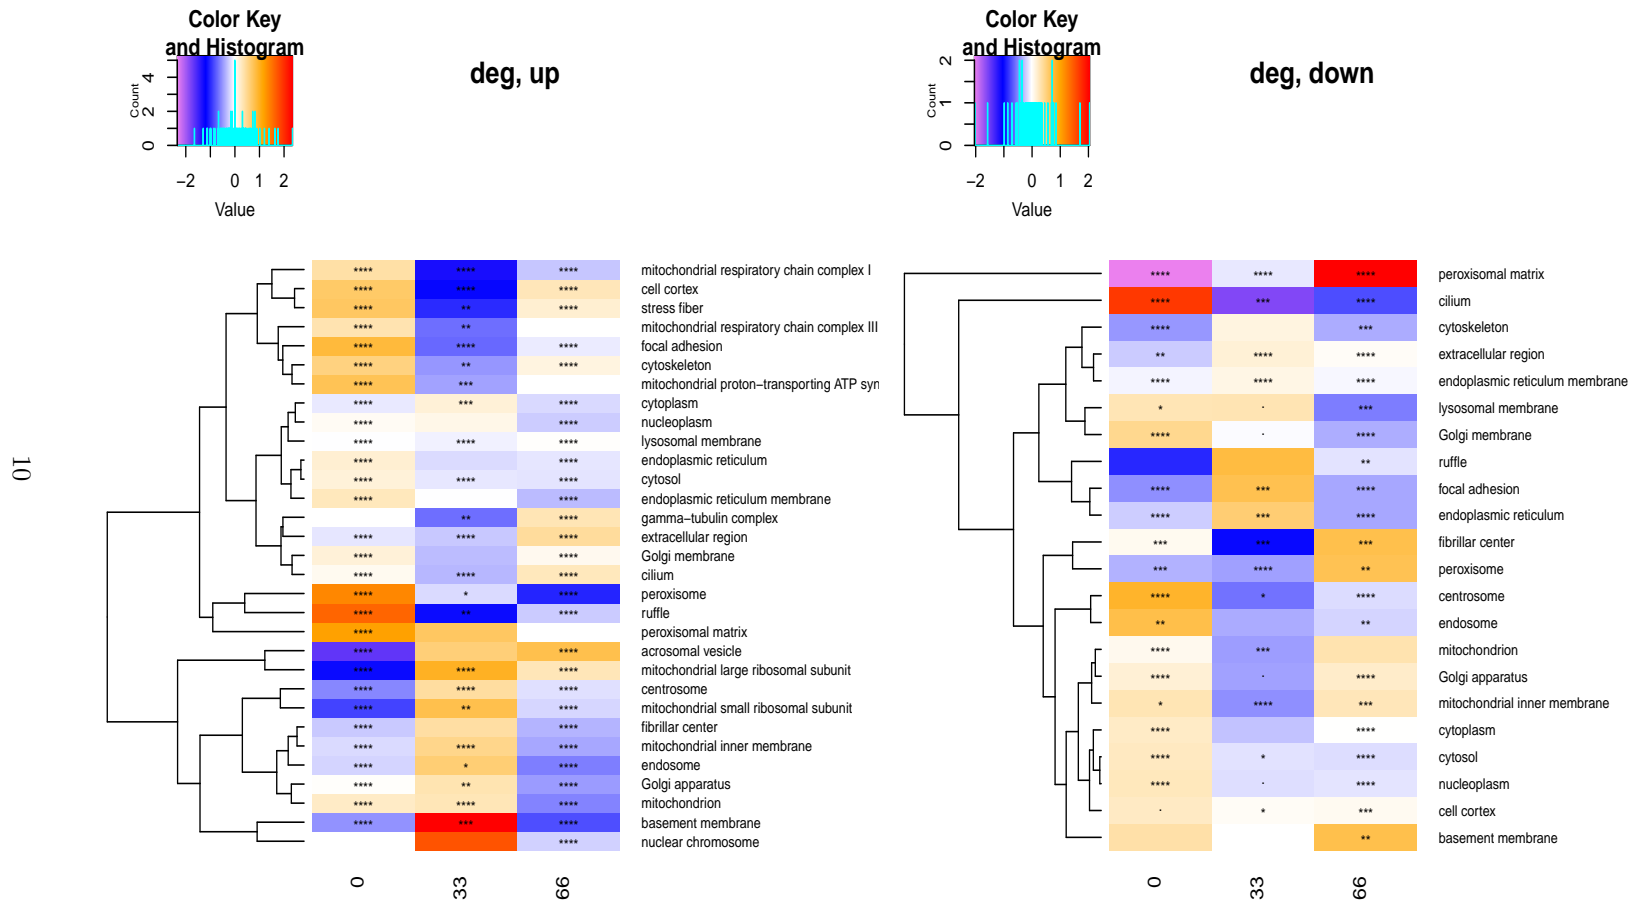 Color Key
and Histogram
Count
0 2 4
−2 0 1 2
Value
deg, up
**** **** **** mitochondrial respiratory chain complex I
**** **** **** cell cortex
**** ** **** stress fiber
**** ** mitochondrial respiratory chain complex III
**** **** **** focal adhesion
**** ** **** cytoskeleton
**** *** mitochondrial proton−transporting ATP syn
**** *** **** cytoplasm
**** **** nucleoplasm
**** **** **** lysosomal membrane
**** **** endoplasmic reticulum
**** **** **** cytosol
**** **** endoplasmic reticulum membrane
** **** gamma−tubulin complex
**** **** **** extracellular region
**** **** Golgi membrane
**** **** **** cilium
**** * **** peroxisome
**** ** **** ruffle
**** peroxisomal matrix
**** **** acrosomal vesicle
**** **** **** mitochondrial large ribosomal subunit
**** **** **** centrosome
**** ** **** mitochondrial small ribosomal subunit
**** **** fibrillar center
**** **** **** mitochondrial inner membrane
**** * **** endosome
**** ** **** Golgi apparatus
**** **** **** mitochondrion
**** *** **** basement membrane
**** nuclear chromosome
0 33 66
Color Key
and Histogram
Count
0 1 2
−2 0 1 2
Value
deg, down
**** **** **** peroxisomal matrix
**** *** **** cilium
**** *** cytoskeleton
** **** **** extracellular region
**** **** **** endoplasmic reticulum membrane
* . *** lysosomal membrane
**** . **** Golgi membrane
** ruffle
**** *** **** focal adhesion
**** *** **** endoplasmic reticulum
*** *** *** fibrillar center
*** **** ** peroxisome
**** * **** centrosome
** ** endosome
**** *** mitochondrion
**** . **** Golgi apparatus
* **** *** mitochondrial inner membrane
**** **** cytoplasm
**** * **** cytosol
**** . **** nucleoplasm
. * *** cell cortex
** basement membrane
0 33 66
10